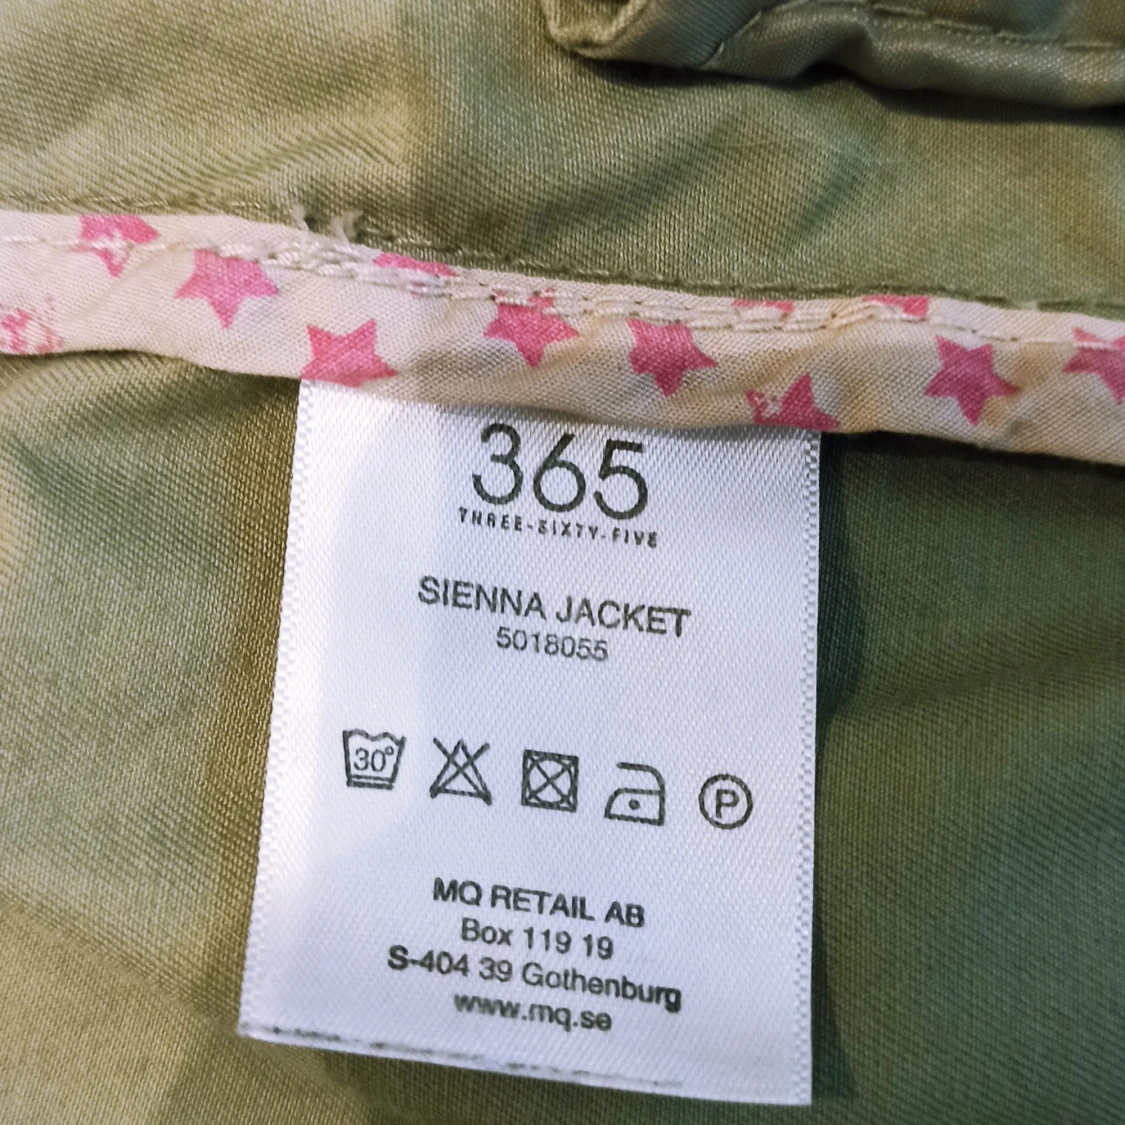 365
THREE-SIXTY-FIVE
SIENNA JACKET
5018055
30°
P
MQ RETAIL AB
Box 119 19
S-404 39 Gothenburg
www.mq.se